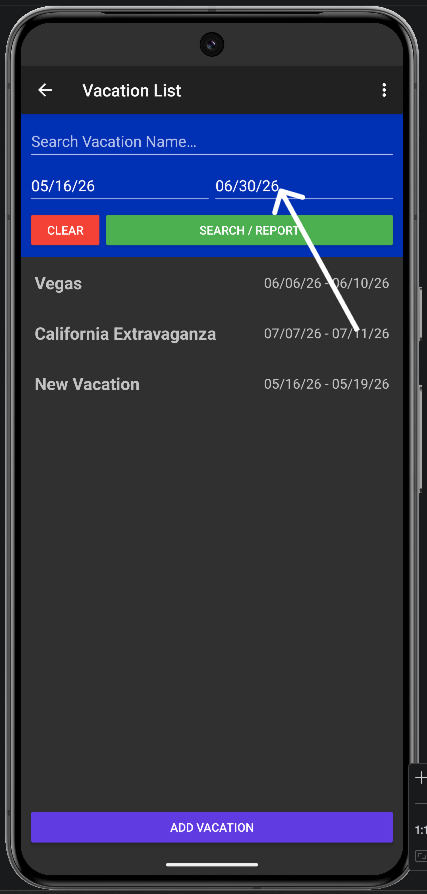 Vacation List
Search Vacation Name...
05/16/26 06/30/26
CLEAR SEARCH / REPORT
Vegas 06/06/26 - 06/10/26
California Extravaganza 07/07/26 - 07/11/26
New Vacation 05/16/26 - 05/19/26
ADD VACATION
1:1